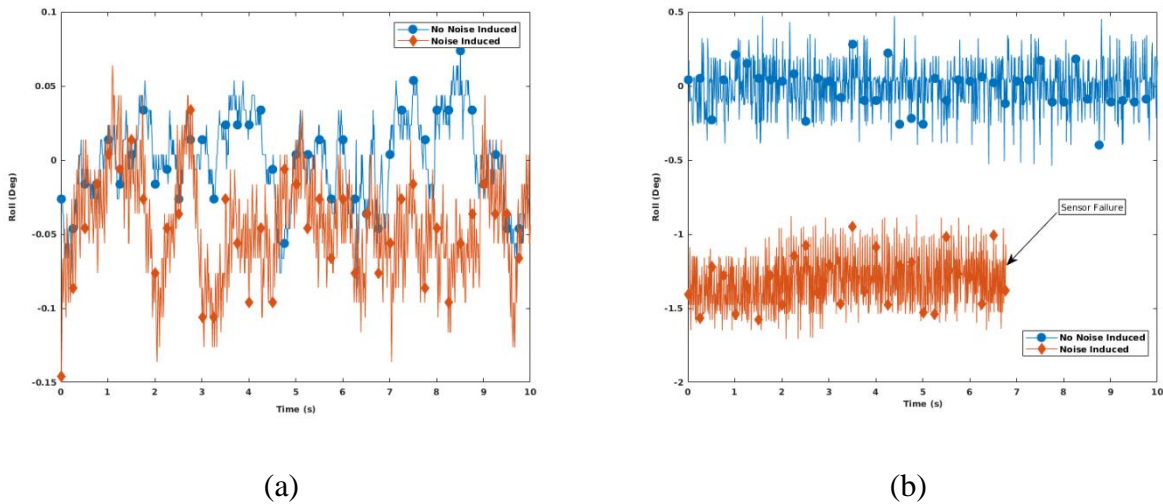 0.1
0.05
0
-0.05
-0.1
-0.15
Roll (Deg)
0 1 2 3 4 5 6 7 8 9 10
Time (s)
No Noise Induced
Noise Induced
(a)
0.5
0
-0.5
-1
-1.5
-2
Roll (Deg)
0 1 2 3 4 5 6 7 8 9 10
Time (s)
Sensor Failure
No Noise Induced
Noise Induced
(b)